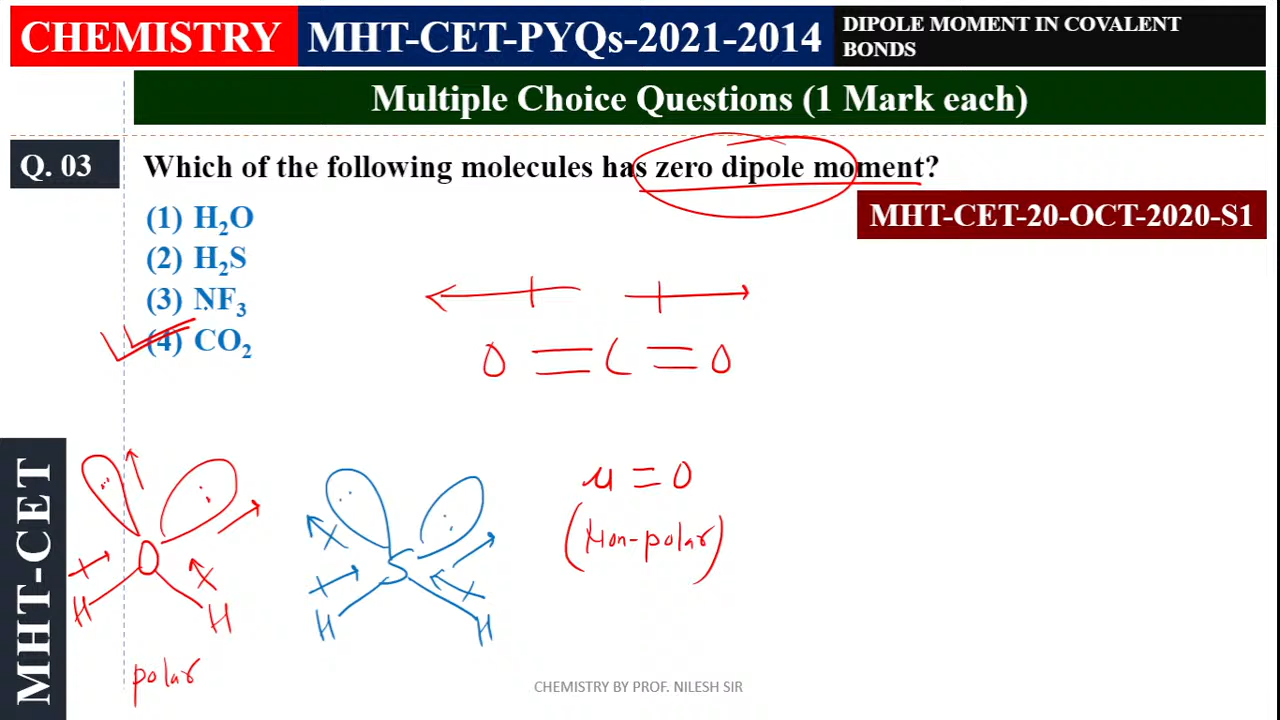 CHEMISTRY MHT-CET-PYQs-2021-2014 DIPOLE MOMENT IN COVALENT
BONDS
Multiple Choice Questions (1 Mark each)
Q. 03 Which of the following molecules has zero dipole moment?
MHT-CET-20-OCT-2020-S1
(1) H₂O
(2) H₂S
(3) NF₃
(4) CO₂
O = C = O
μ = 0
(Non-polar)
O
H H
polar
S
H H
MHT-CET
CHEMISTRY BY PROF. NILESH SIR